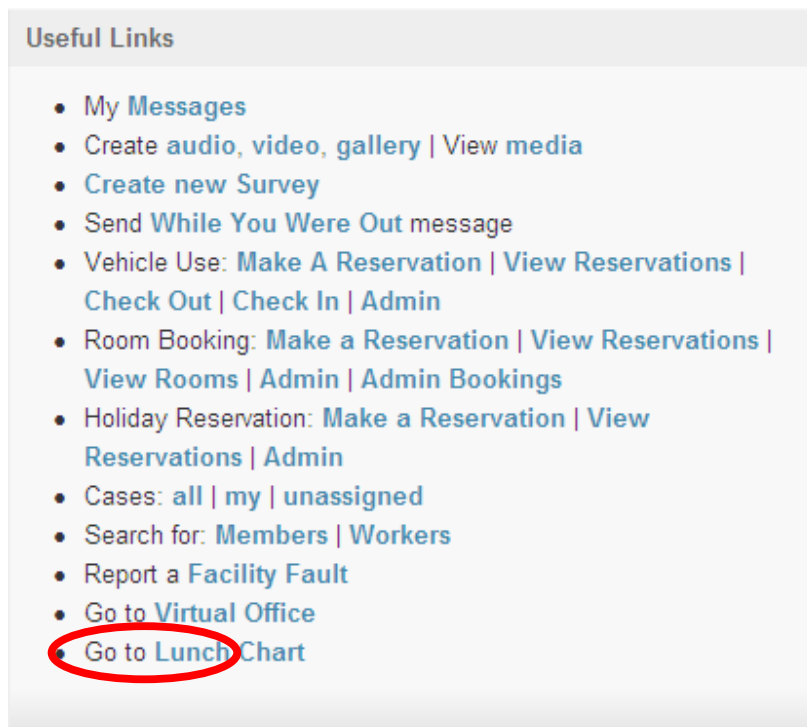 Useful Links
My Messages
Create audio, video, gallery | View media
Create new Survey
Send While You Were Out message
Vehicle Use: Make A Reservation | View Reservations |
Check Out | Check In | Admin
Room Booking: Make a Reservation | View Reservations |
View Rooms | Admin | Admin Bookings
Holiday Reservation: Make a Reservation | View
Reservations | Admin
Cases: all | my | unassigned
Search for: Members | Workers
Report a Facility Fault
Go to Virtual Office
Go to Lunch Chart